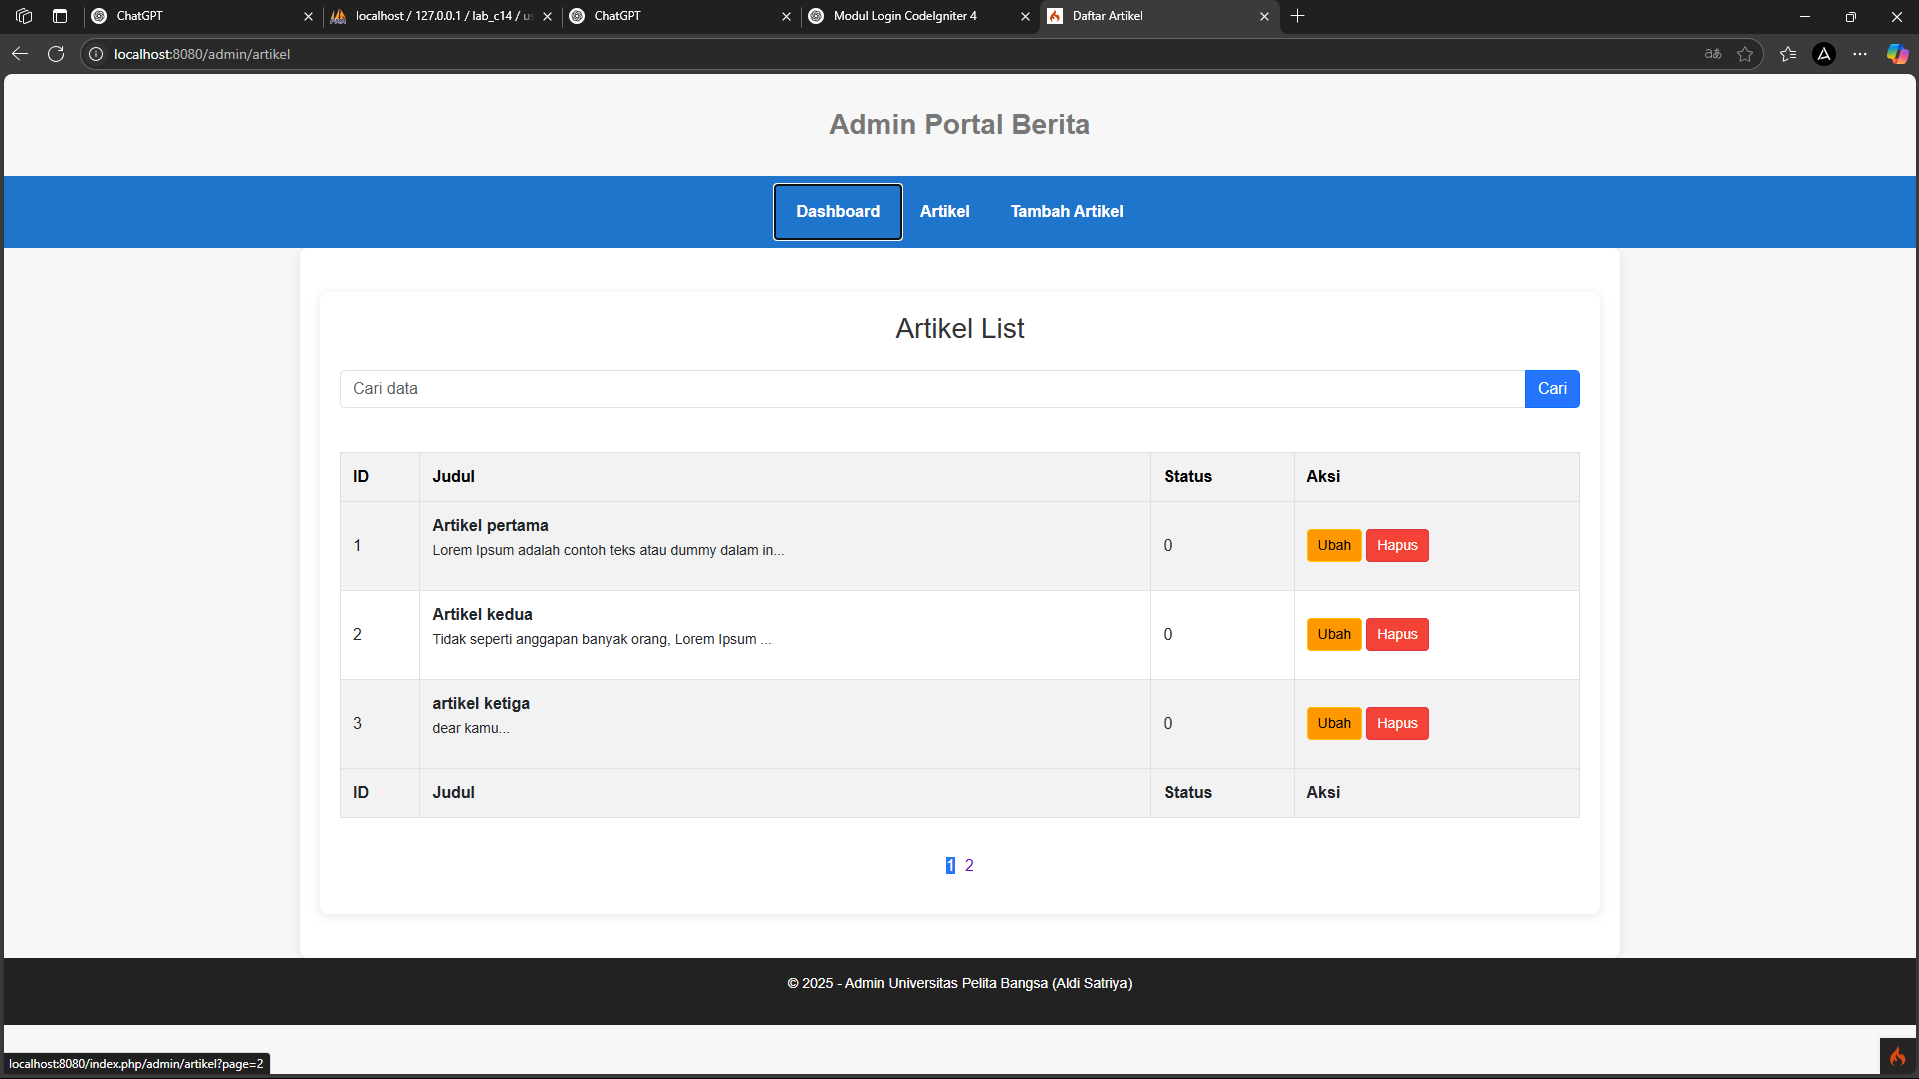 ChatGPT
localhost / 127.0.0.1 / lab_c14 / u
ChatGPT
Modul Login CodeIgniter 4
Daftar Artikel
localhost:8080/admin/artikel
Admin Portal Berita
Dashboard Artikel Tambah Artikel
Artikel List
Cari data Cari
ID Judul Status Aksi
Artikel pertama
1 0 Ubah Hapus
Lorem Ipsum adalah contoh teks atau dummy dalam in...
Artikel kedua
2 0 Ubah Hapus
Tidak seperti anggapan banyak orang, Lorem Ipsum ...
artikel ketiga
3 0 Ubah Hapus
dear kamu...
ID Judul Status Aksi
1 2
© 2025 - Admin Universitas Pelita Bangsa (Aldi Satriya)
localhost:8080/index.php/admin/artikel?page=2